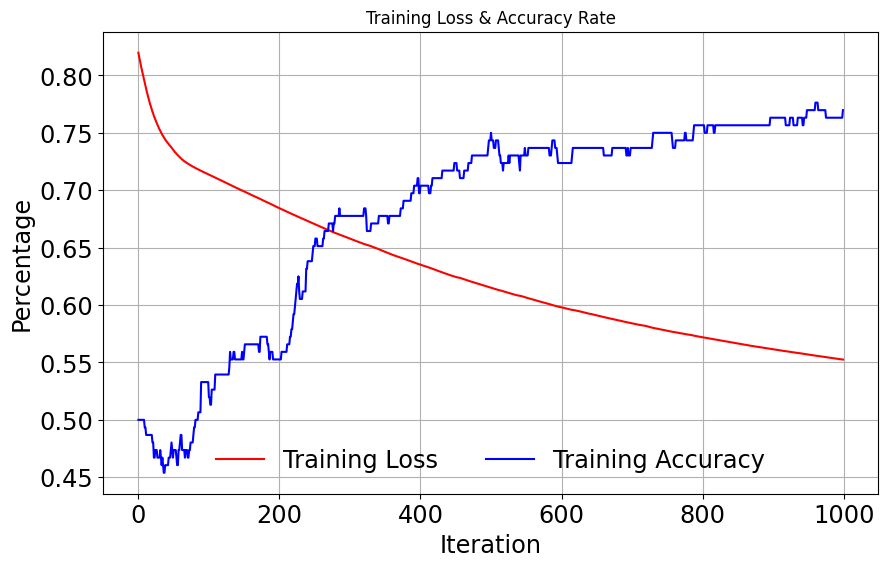 Training Loss & Accuracy Rate
Percentage
0.80
0.75
0.70
0.65
0.60
0.55
0.50
0.45
Training Loss
Training Accuracy
0 200 400 600 800 1000
Iteration